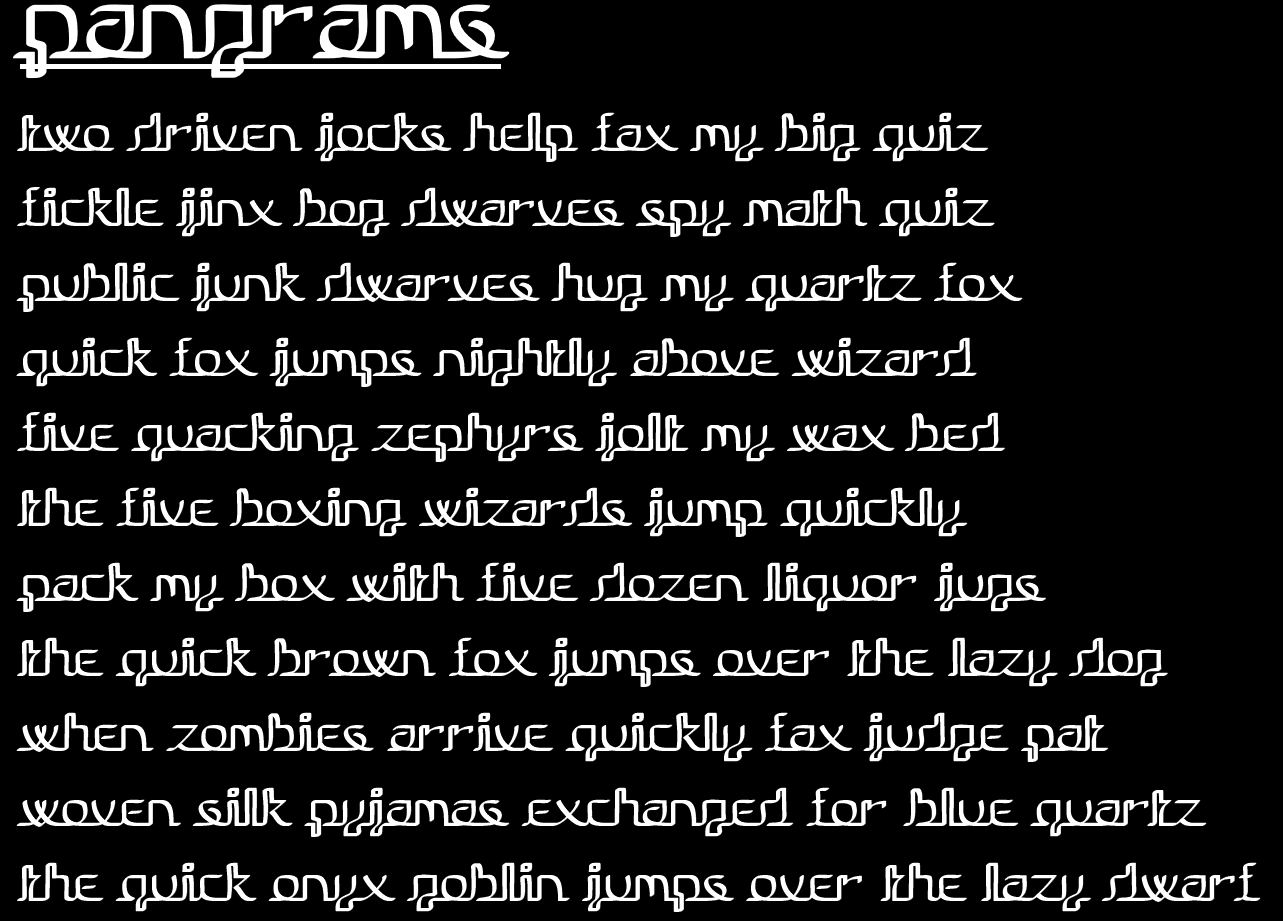 pangrams
two driven jocks help fax my big quiz
fickle jinx bog dwarves spy math quiz
public junk dwarves hug my quartz fox
quick fox jumps nightly above wizard
five quacking zephyrs jolt my wax bed
the five boxing wizards jump quickly
pack my box with five dozen liquor jugs
the quick brown fox jumps over the lazy dog
when zombies arrive quickly fax judge pat
woven silk pyjamas exchanged for blue quartz
the quick onyx goblin jumps over the lazy dwarf